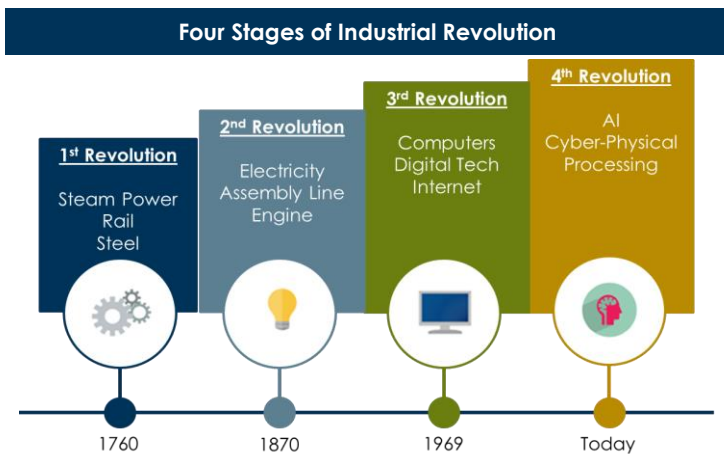 Four Stages of Industrial Revolution
1st Revolution
Steam Power
Rail
Steel
2nd Revolution
Electricity
Assembly Line
Engine
3rd Revolution
Computers
Digital Tech
Internet
4th Revolution
AI
Cyber-Physical
Processing
1760
1870
1969
Today